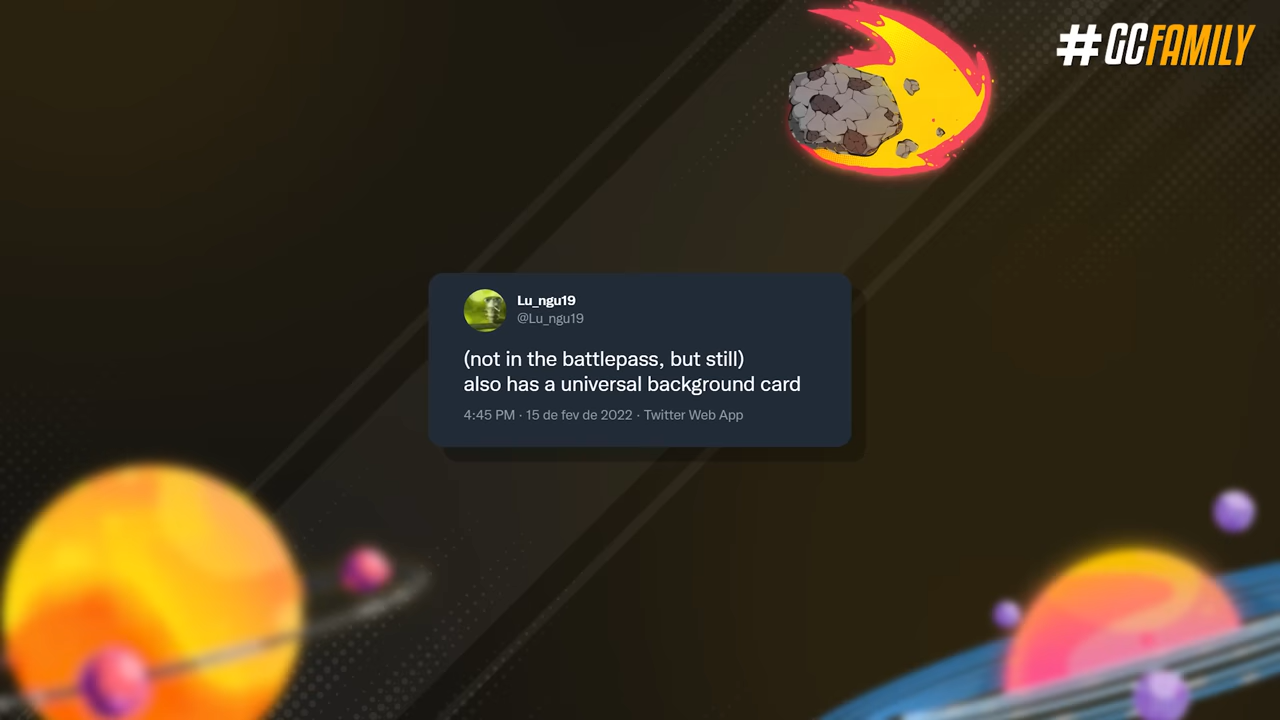 #GCFAMILY
Lu_ngu19
@Lu_ngu19
(not in the battlepass, but still)
also has a universal background card
4:45 PM · 15 de fev de 2022 · Twitter Web App